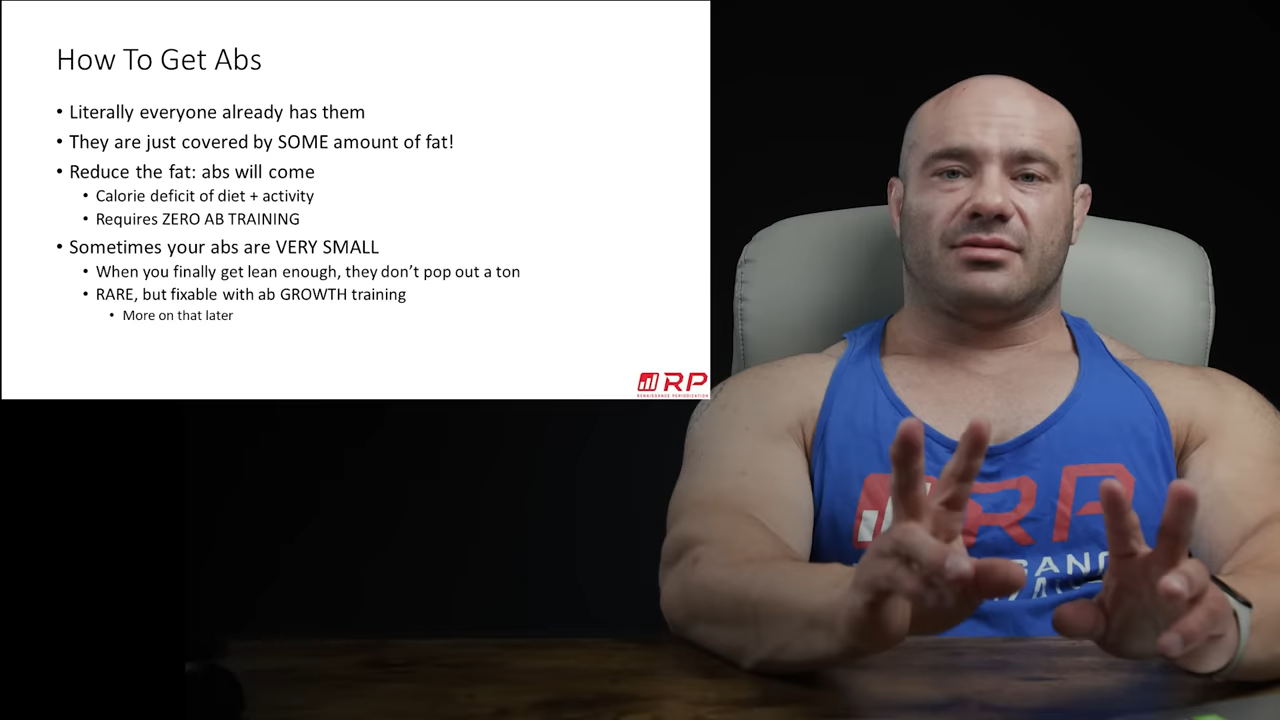 How To Get Abs
• Literally everyone already has them
• They are just covered by SOME amount of fat!
• Reduce the fat: abs will come
• Calorie deficit of diet + activity
• Requires ZERO AB TRAINING
• Sometimes your abs are VERY SMALL
• When you finally get lean enough, they don’t pop out a ton
• RARE, but fixable with ab GROWTH training
• More on that later
RP
RENAISSANCE PERIODIZATION
RP